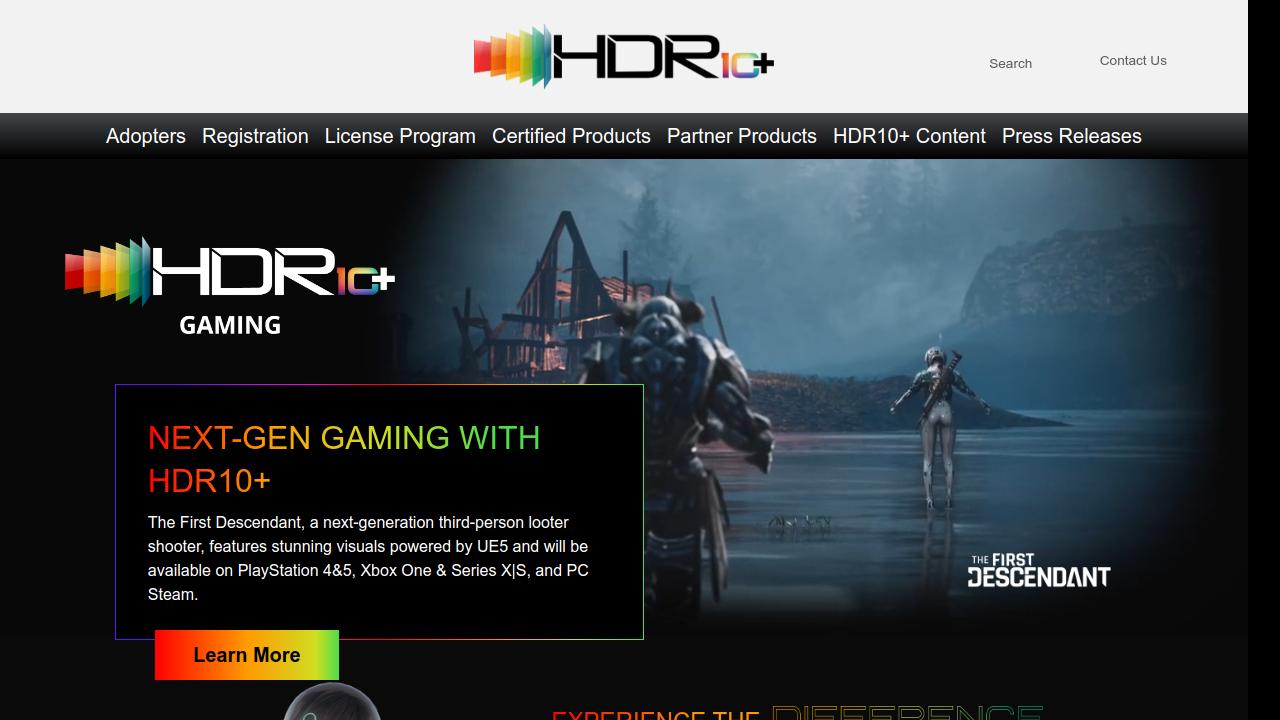 HDR10+
Search
Contact Us
Adopters Registration License Program Certified Products Partner Products HDR10+ Content Press Releases
HDR10+
GAMING
NEXT-GEN GAMING WITH
HDR10+
The First Descendant, a next-generation third-person looter
shooter, features stunning visuals powered by UE5 and will be
available on PlayStation 4&5, Xbox One & Series X|S, and PC
Steam.
THE FIRST
DESCENDANT
Learn More
EXPERIENCE THE DIFFERENCE